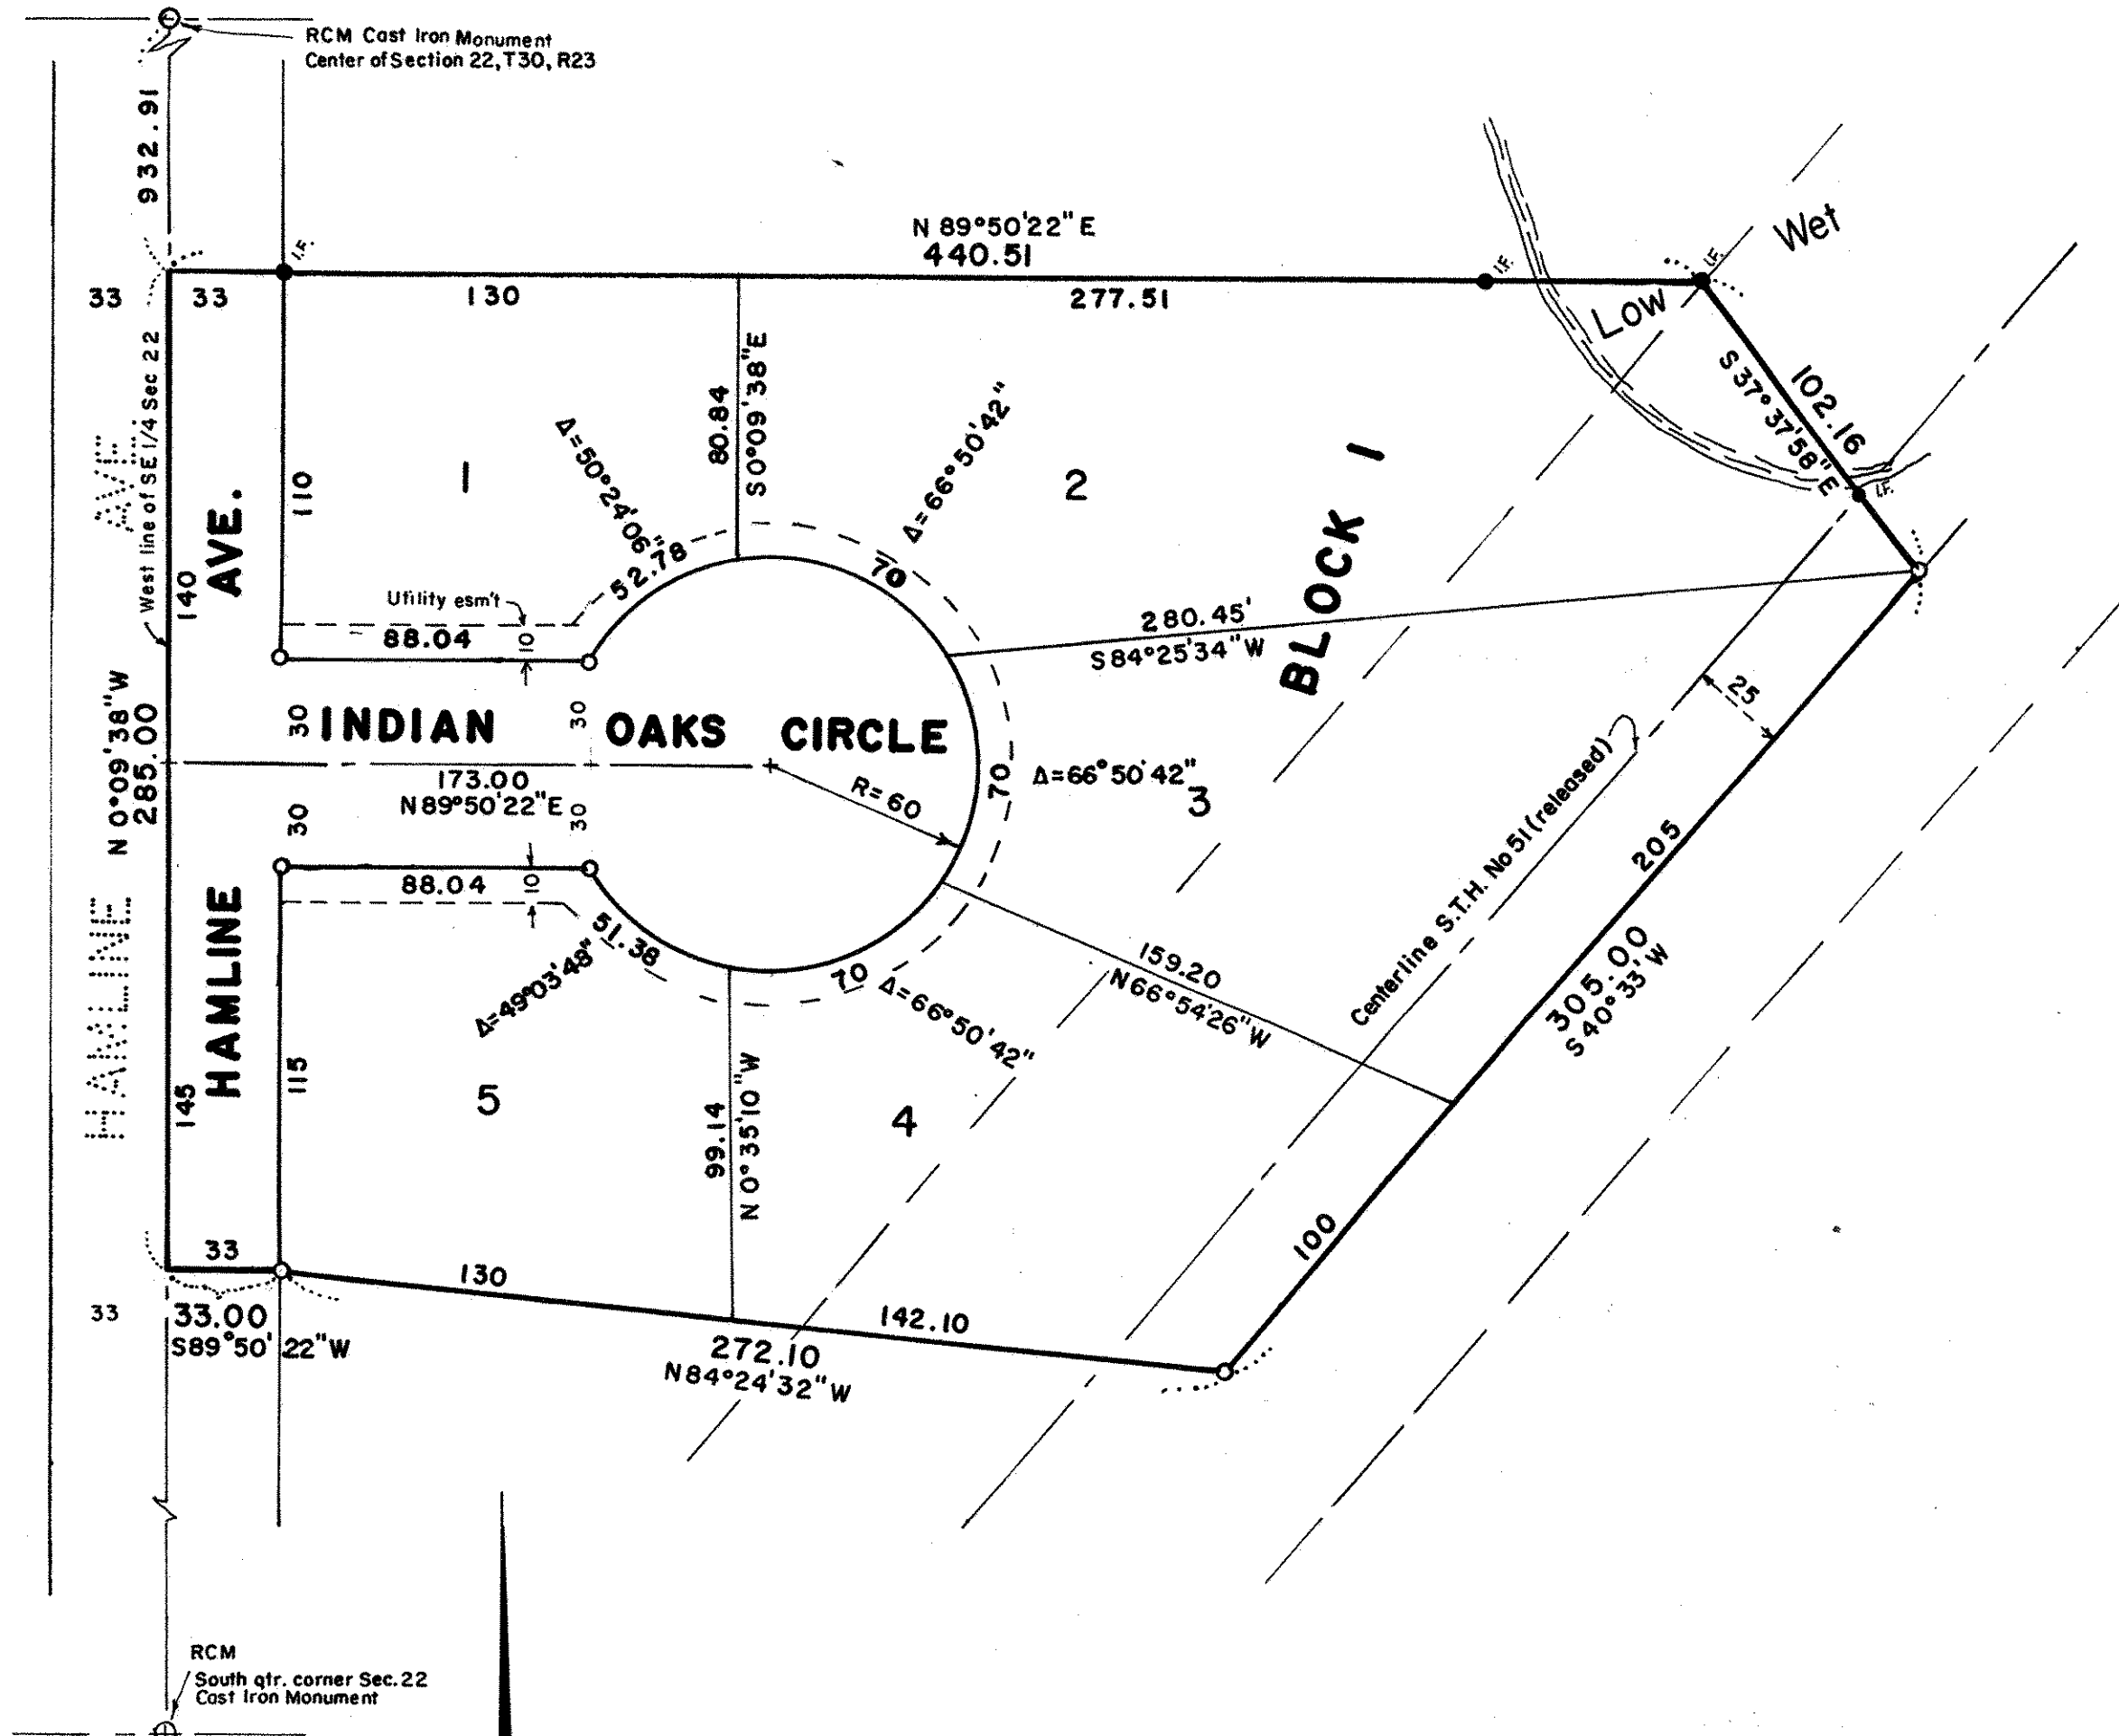 RCM Cast Iron Monument
Center of Section 22, T30, R23
932.91
N 89°50'22" E
440.51
I.F.
I.F.
I.F.
Wet
Low
33
33
130
277.51
West line of SE 1/4 Sec 22
HAMLINE AVE.
HAMLINE AVE.
140
110
1
Δ=50°24'06"
52.78
80.84
S 0°09'38"E
Δ=66°50'42"
70
2
BLOCK 1
S 37°37'58"E
102.16
I.F.
Utility esm't
88.04
10
280.45'
S 84°25'34"W
25
N 0°09'38"W
285.00
30
30
INDIAN OAKS CIRCLE
173.00
N 89°50'22"E
R=60
70
Δ=66°50'42"
3
Centerline S.T.H. No 51 (released)
205
30
30
88.04
10
51.38
Δ=49°03'48"
70
Δ=66°50'42"
159.20
N 66°54'26"W
305.00
S 40°33'W
145
115
5
99.14
N 0°35'10"W
4
100
33
130
142.10
33
33.00
S89°50'22"W
272.10
N 84°24'32"W
RCM
South qtr. corner Sec. 22
Cast Iron Monument